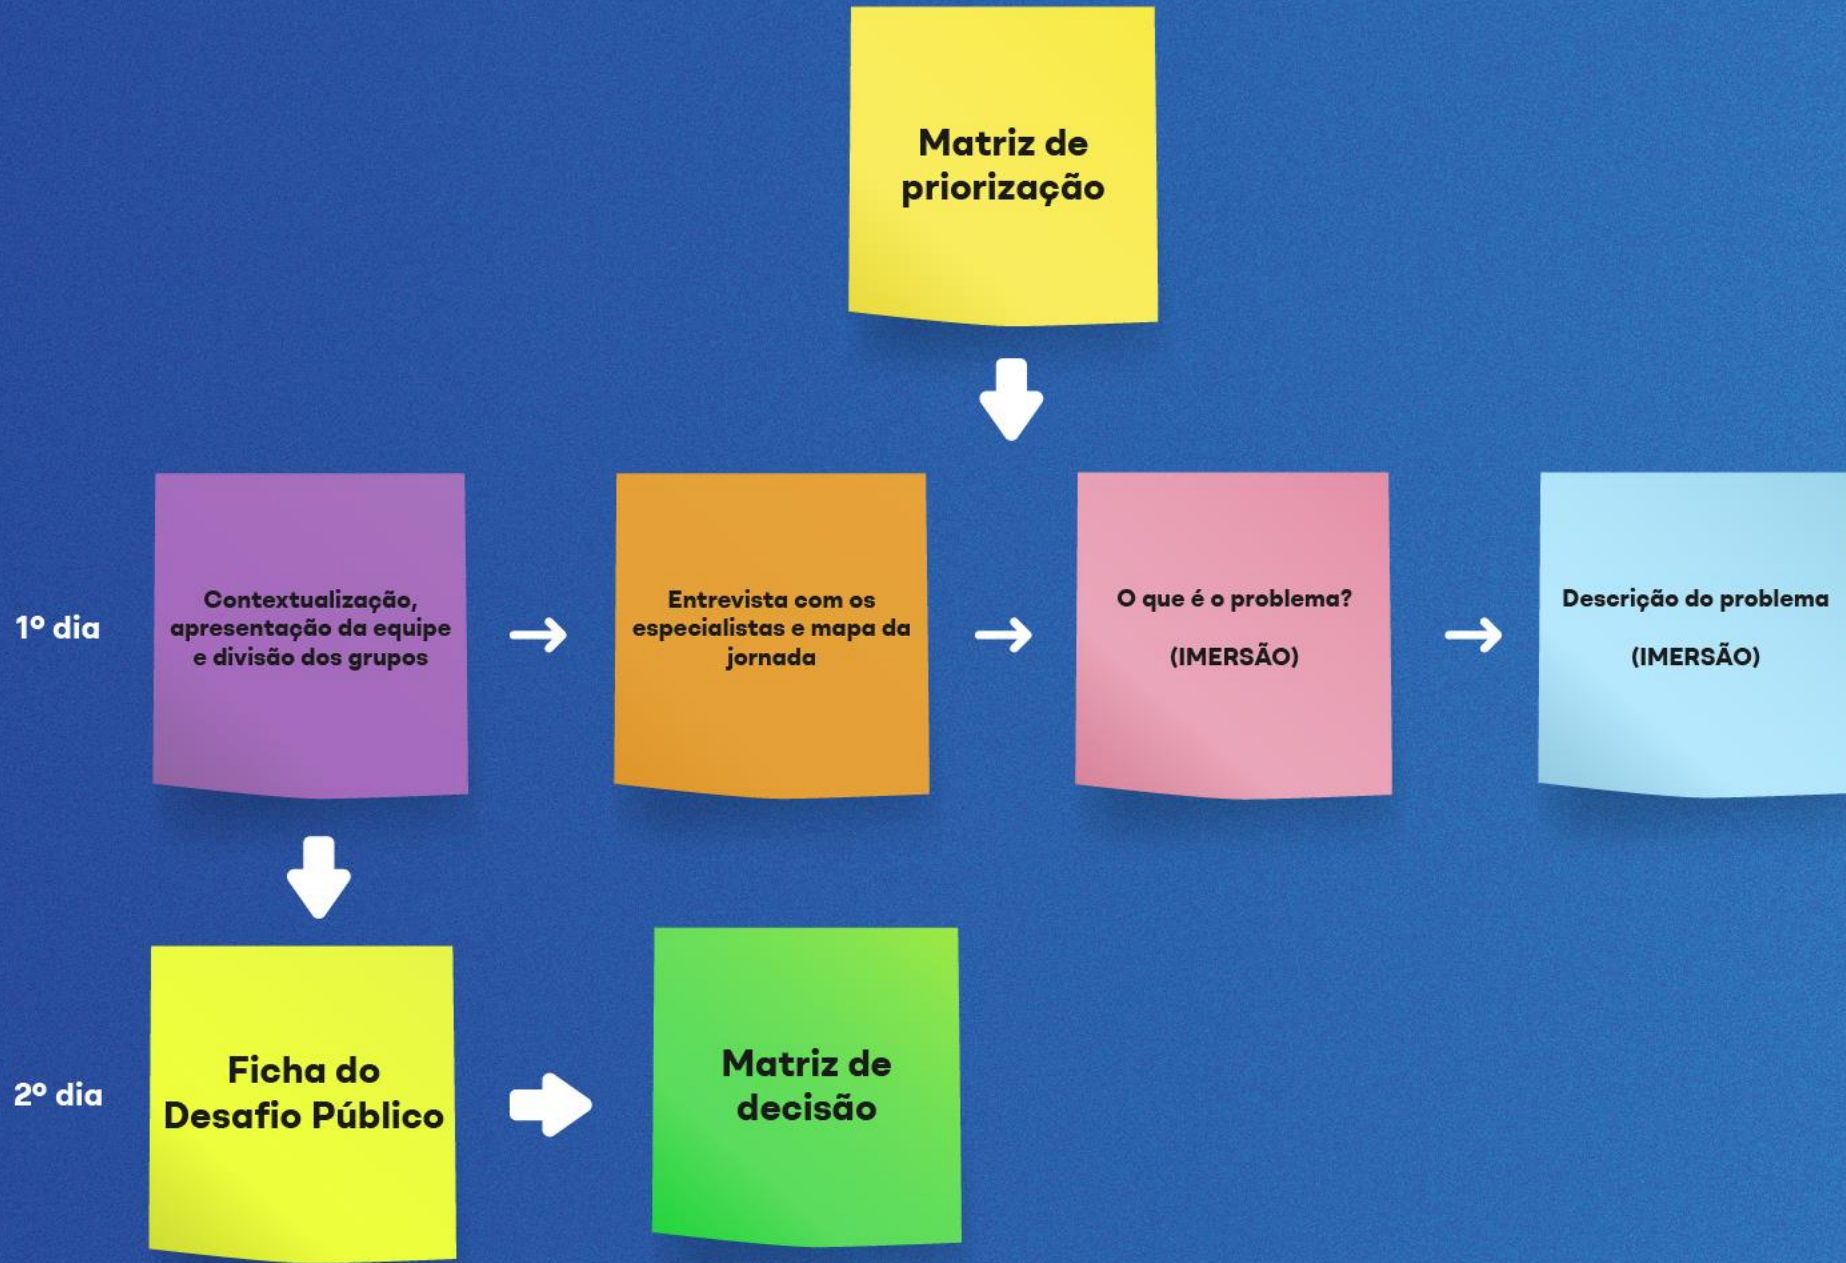 Matriz de
priorização
1º dia
Contextualização,
apresentação da equipe
e divisão dos grupos
Entrevista com os
especialistas e mapa da
jornada
O que é o problema?
(IMERSÃO)
Descrição do problema
(IMERSÃO)
2º dia
Ficha do
Desafio Público
Matriz de
decisão